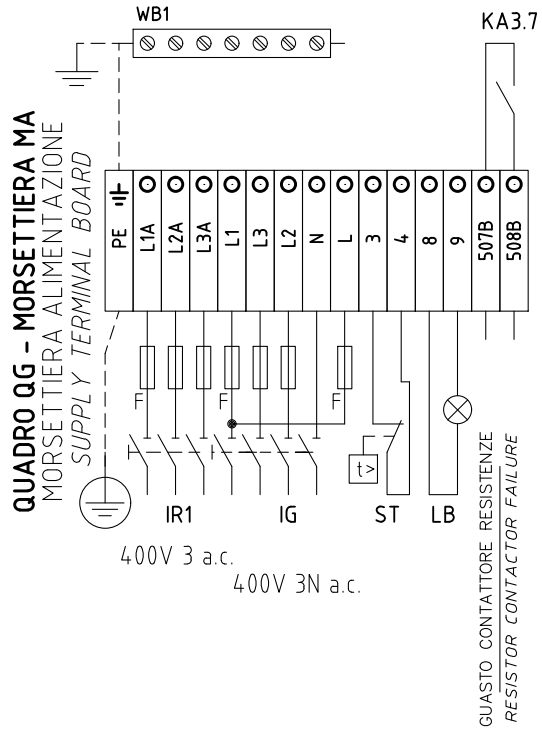 WB1
KA3.7
QUADRO QG - MORSETTIERA MA
MORSETTIERA ALIMENTAZIONE
SUPPLY TERMINAL BOARD
PE
L1A
L2A
L3A
L1
L3
L2
N
L
3
4
8
9
507B
508B
F
F
F
t>
IR1
IG
ST
LB
400V 3 a.c.
400V 3N a.c.
GUASTO CONTATTORE RESISTENZE
RESISTOR CONTACTOR FAILURE